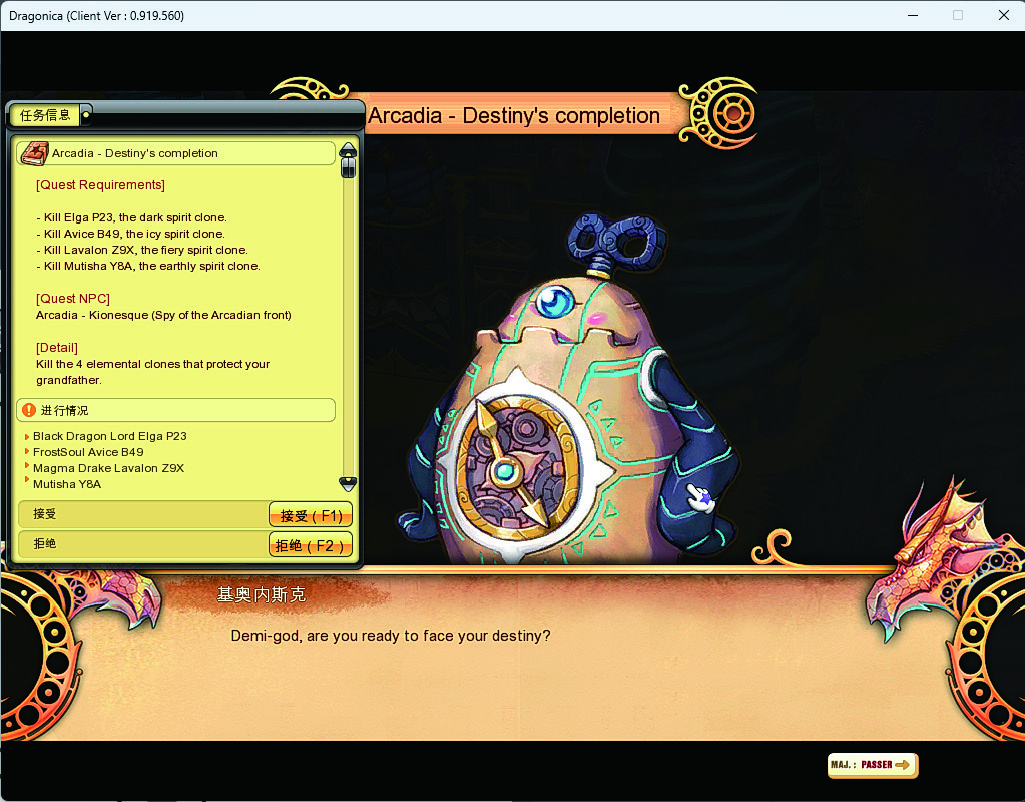 Dragonica (Client Ver : 0.919.560)
Arcadia - Destiny's completion
任务信息
Arcadia - Destiny's completion
[Quest Requirements]
- Kill Elga P23, the dark spirit clone.
- Kill Avice B49, the icy spirit clone.
- Kill Lavalon Z9X, the fiery spirit clone.
- Kill Mutisha Y8A, the earthly spirit clone.
[Quest NPC]
Arcadia - Kionesque (Spy of the Arcadian front)
[Detail]
Kill the 4 elemental clones that protect your
grandfather.
进行情况
Black Dragon Lord Elga P23
FrostSoul Avice B49
Magma Drake Lavalon Z9X
Mutisha Y8A
接受 接受 ( F1)
拒绝 拒绝 ( F2 )
基奥内斯克
Demi-god, are you ready to face your destiny?
MAJ. : PASSER